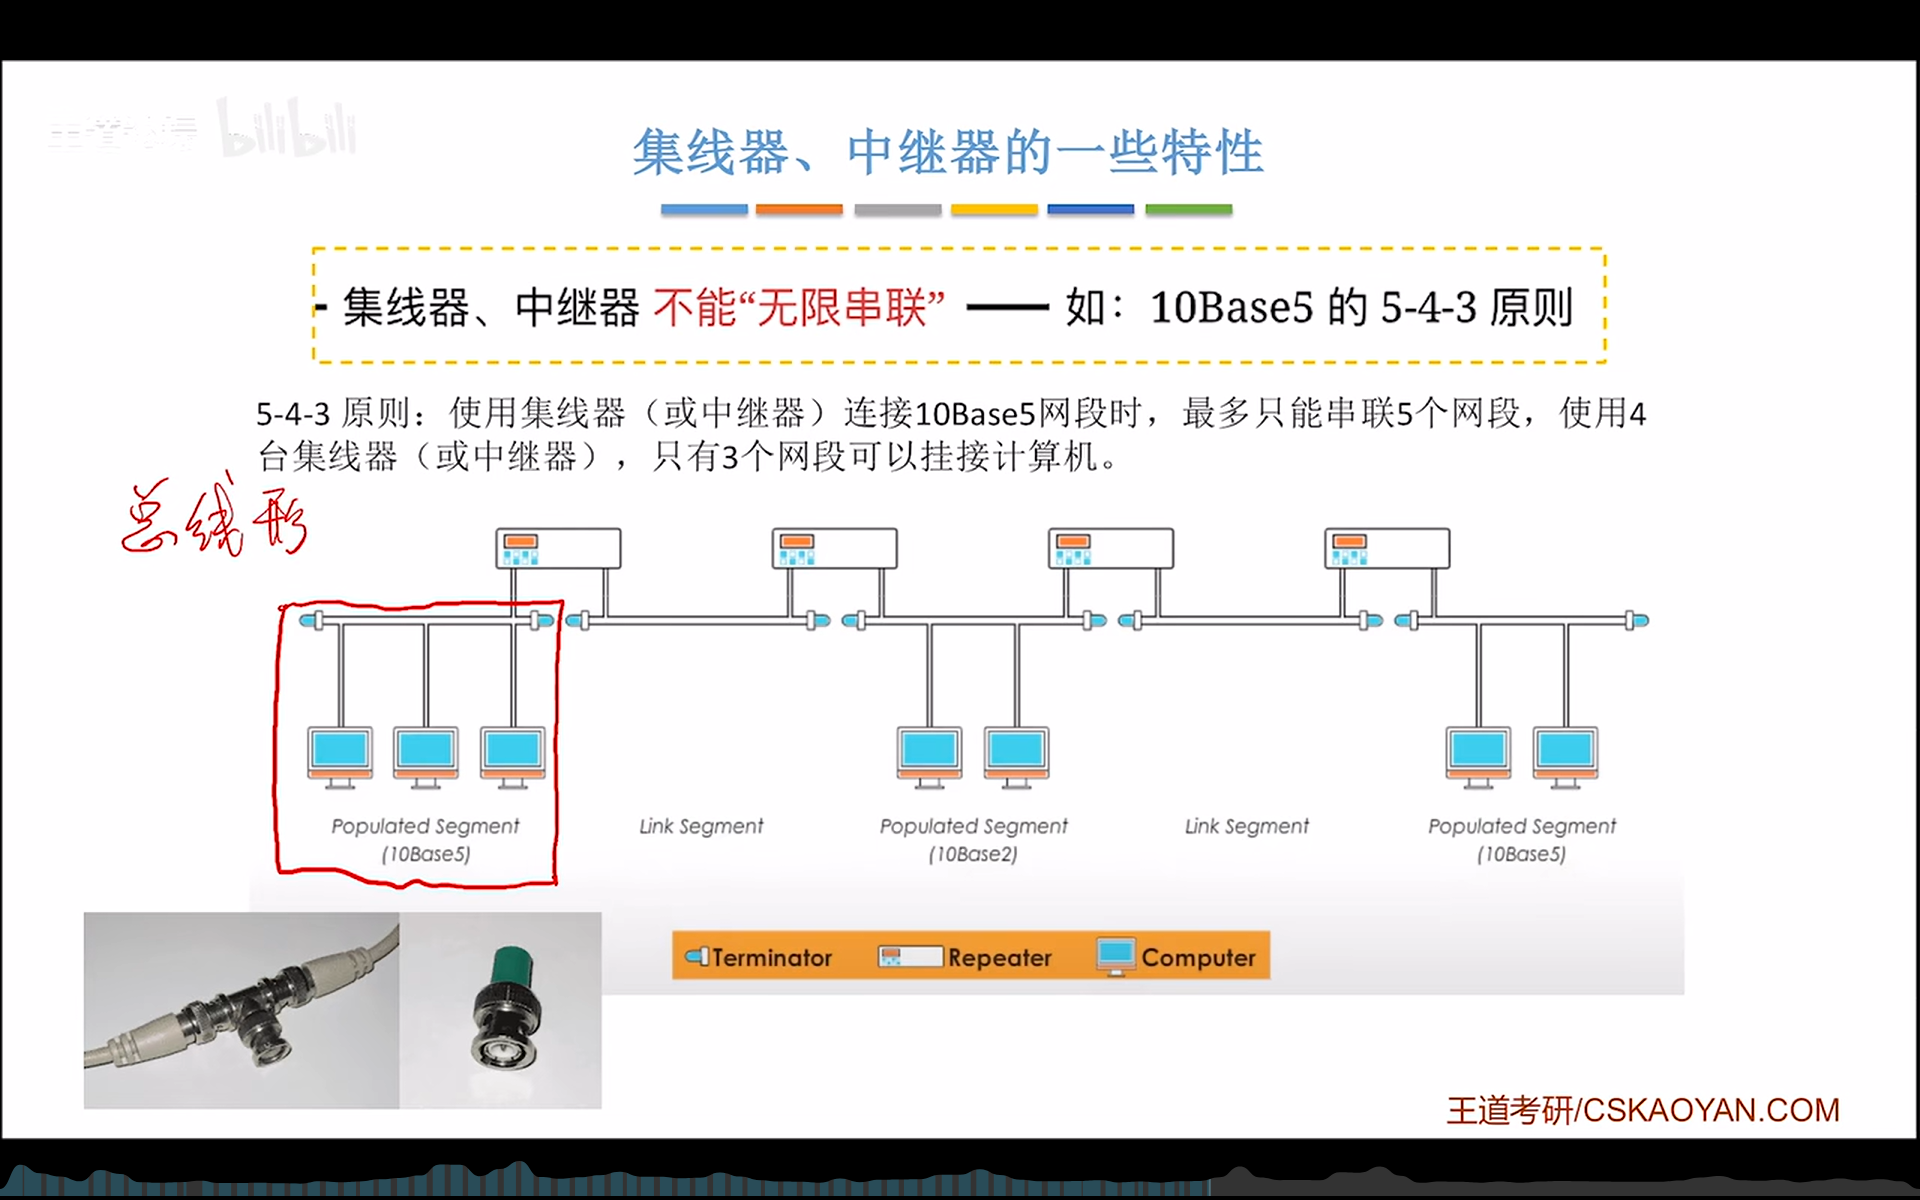 bilibili
集线器、中继器的一些特性
- 集线器、中继器 不能“无限串联” —— 如：10Base5 的 5-4-3 原则
5-4-3 原则：使用集线器（或中继器）连接10Base5网段时，最多只能串联5个网段，使用4
台集线器（或中继器），只有3个网段可以挂接计算机。
总线形
Populated Segment Link Segment Populated Segment Link Segment Populated Segment
(10Base5) (10Base2) (10Base5)
Terminator Repeater Computer
王道考研/CSKAOYAN.COM